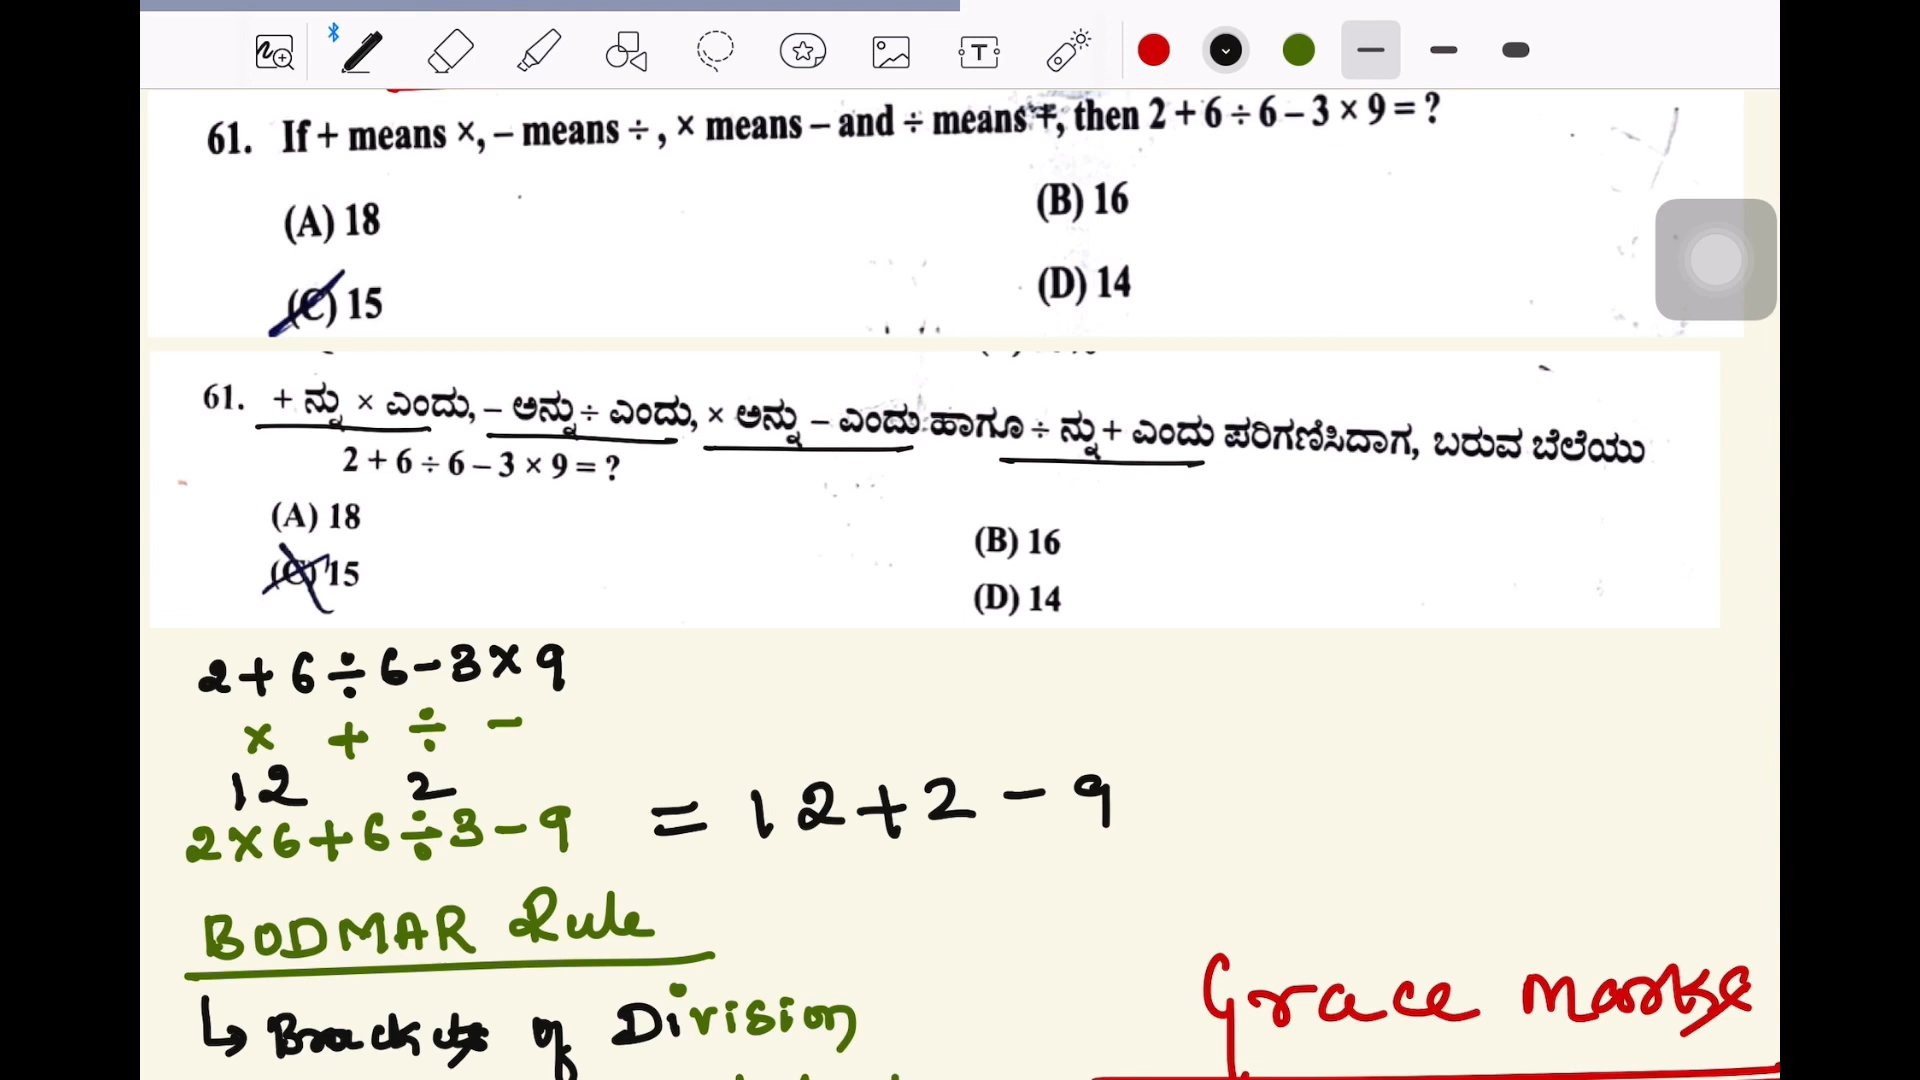 61. If + means ×, – means ÷, × means – and ÷ means +, then 2 + 6 ÷ 6 – 3 × 9 = ?
(A) 18
(B) 16
(C) 15
(D) 14
61. + ನ್ನು × ಎಂದು, – ಅನ್ನು ÷ ಎಂದು, × ಅನ್ನು – ಎಂದು ಹಾಗೂ ÷ ನ್ನು + ಎಂದು ಪರಿಗಣಿಸಿದಾಗ, ಬರುವ ಬೆಲೆಯು
2 + 6 ÷ 6 – 3 × 9 = ?
(A) 18
(B) 16
(C) 15
(D) 14
2+6÷6-3×9
× + ÷ -
12 2
2×6+6÷3-9 = 12+2-9
BODMAR Rule
↳ Brackets of Division
Grace Marks